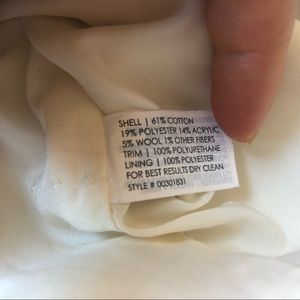 SHELL | 61% COTTON
19% POLYESTER 14% ACRYLIC
5% WOOL 1% OTHER FIBERS
TRIM | 100% POLYURETHANE
LINING | 100% POLYESTER
FOR BEST RESULTS DRY CLEAN
STYLE # 00301831